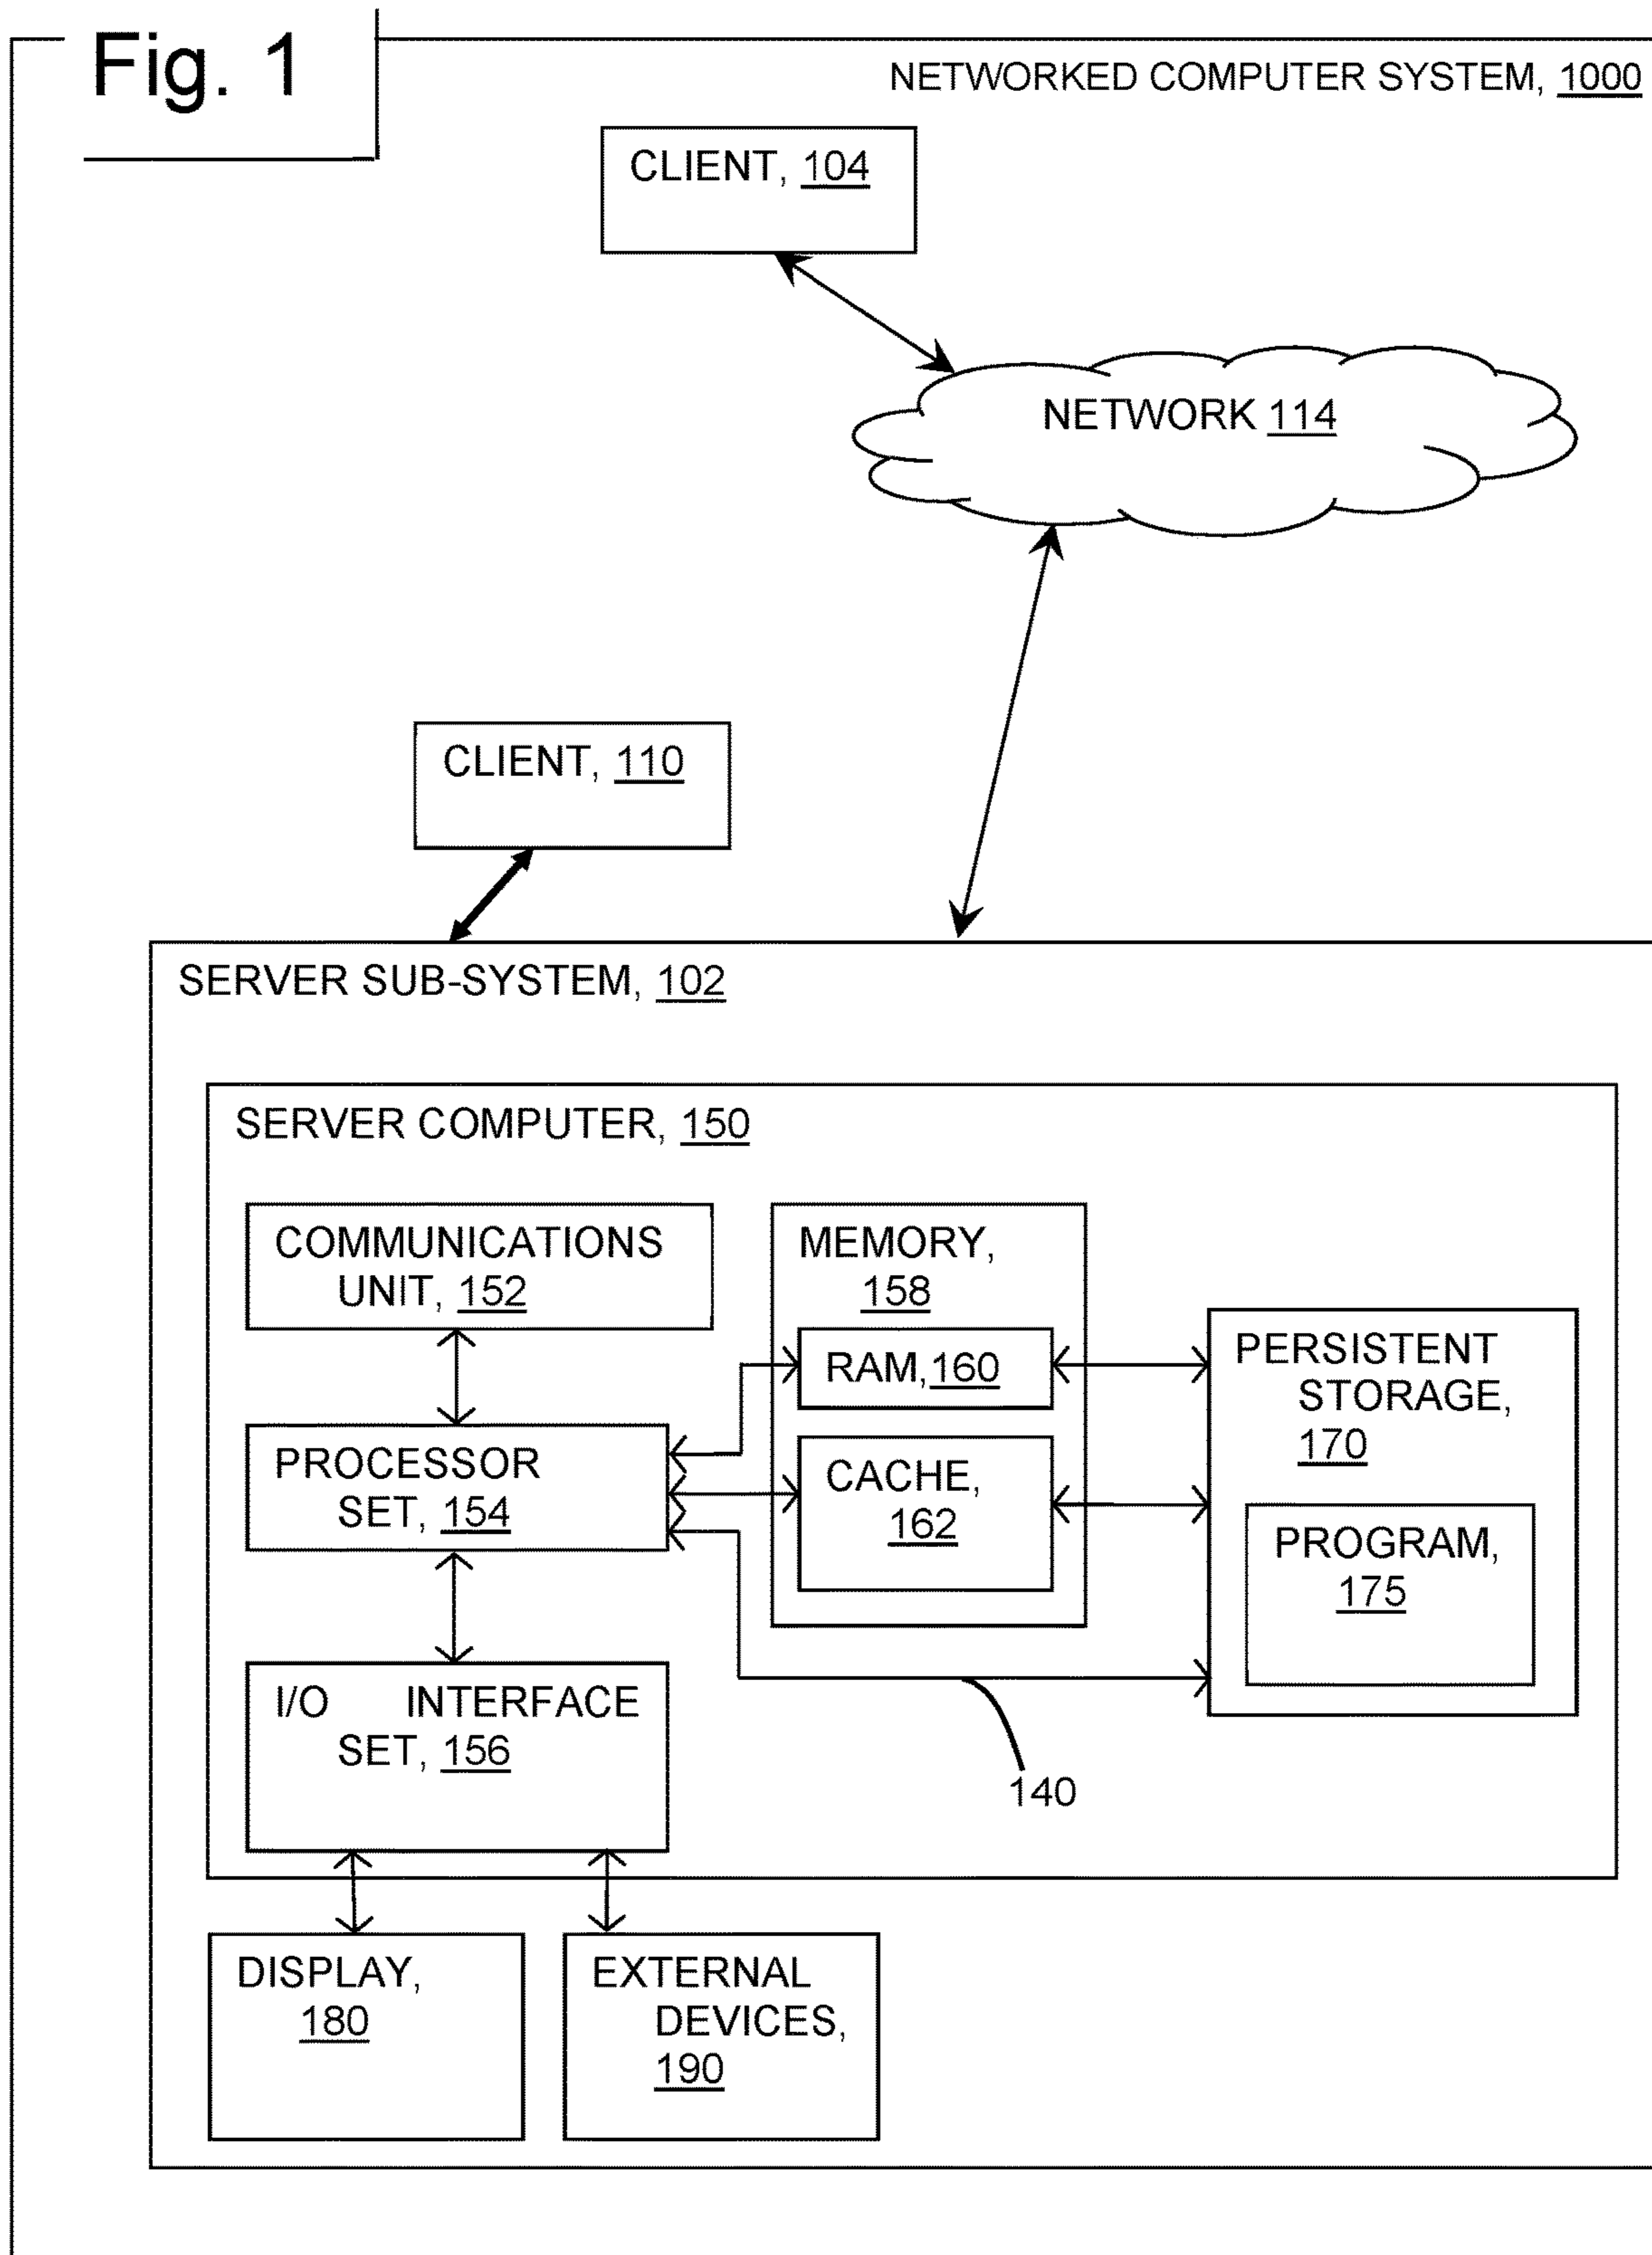 Fig. 1
NETWORKED COMPUTER SYSTEM, 1000
CLIENT, 104
NETWORK 114
CLIENT, 110
SERVER SUB-SYSTEM, 102
SERVER COMPUTER, 150
COMMUNICATIONS
UNIT, 152
MEMORY,
158
RAM, 160
PERSISTENT
STORAGE,
170
PROCESSOR
SET, 154
CACHE,
162
PROGRAM,
175
I/O INTERFACE
SET, 156
140
DISPLAY,
180
EXTERNAL
DEVICES,
190